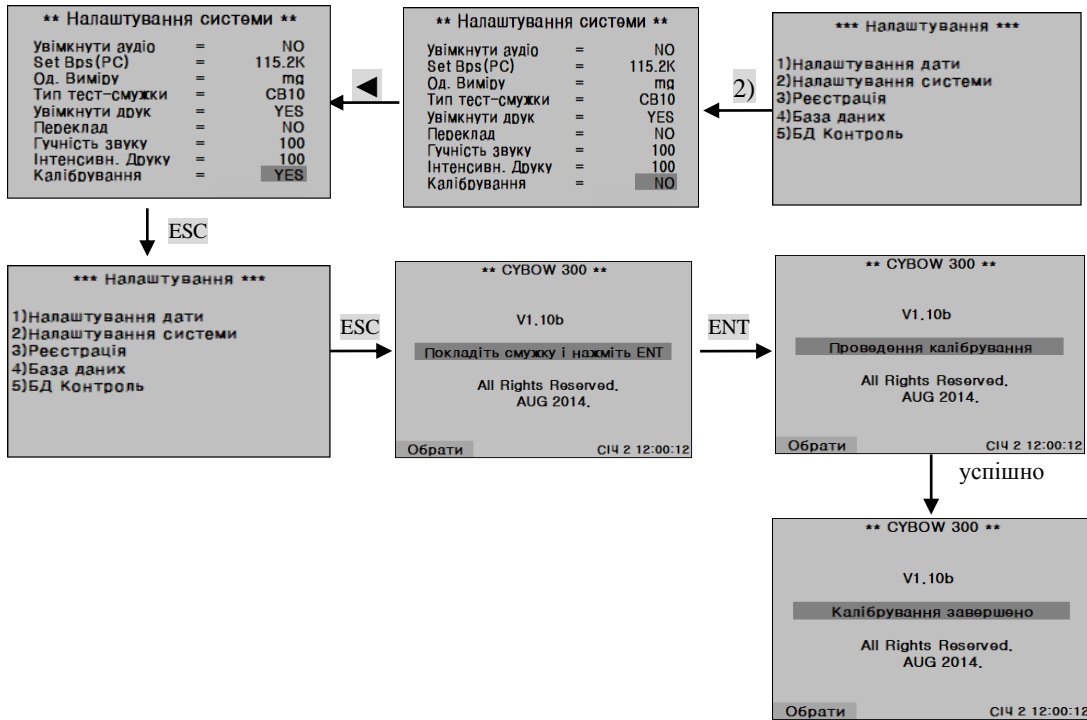 ** Налаштування системи **
Увімкнути аудіо = NO
Set Bps(PC) = 115.2K
Од. Виміру = mg
Тип тест-смужки = CB10
Увімкнути друк = YES
Переклад = NO
Гучність звуку = 100
Інтенсивн. Друку = 100
Калібрування = YES
◄
** Налаштування системи **
Увімкнути аудіо = NO
Set Bps(PC) = 115.2K
Од. Виміру = mg
Тип тест-смужки = CB10
Увімкнути друк = YES
Переклад = NO
Гучність звуку = 100
Інтенсивн. Друку = 100
Калібрування = NO
2)
*** Налаштування ***
1)Налаштування дати
2)Налаштування системи
3)Реєстрація
4)База даних
5)БД Контроль
ESC
*** Налаштування ***
1)Налаштування дати
2)Налаштування системи
3)Реєстрація
4)База даних
5)БД Контроль
ESC
** CYBOW 300 **
V1.10b
Покладіть смужку і нажміть ENT
All Rights Reserved.
AUG 2014.
Обрати СІЧ 2 12:00:12
ENT
** CYBOW 300 **
V1.10b
Проведення калібрування
All Rights Reserved.
AUG 2014.
Обрати СІЧ 2 12:00:12
успішно
** CYBOW 300 **
V1.10b
Калібрування завершено
All Rights Reserved.
AUG 2014.
Обрати СІЧ 2 12:00:12